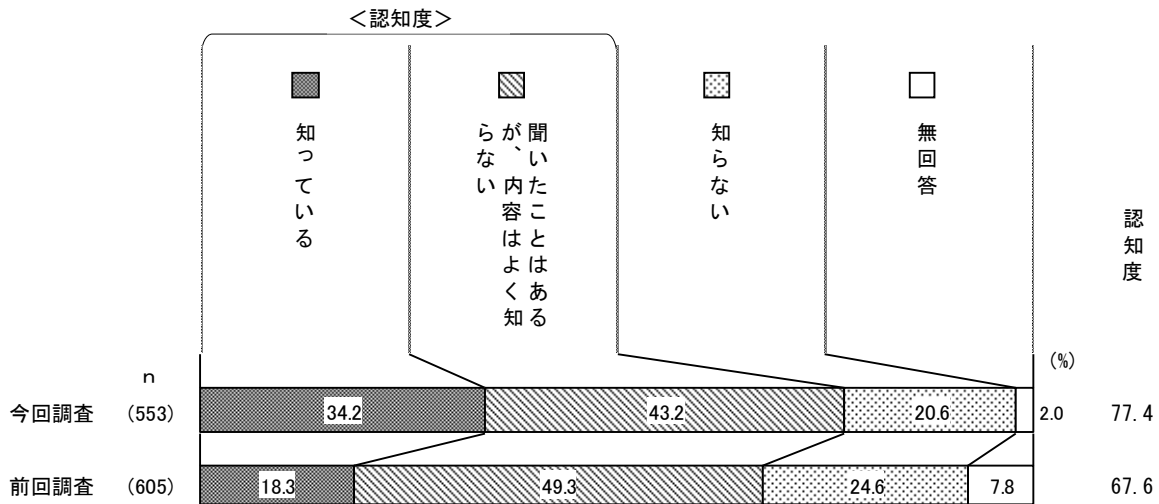 ＜認知度＞
知っている
聞いたことはある
が、内容はよく知
らない
知らない
無回答
認知度
(%)
n
今回調査 (553) 34.2 43.2 20.6 2.0 77.4
前回調査 (605) 18.3 49.3 24.6 7.8 67.6